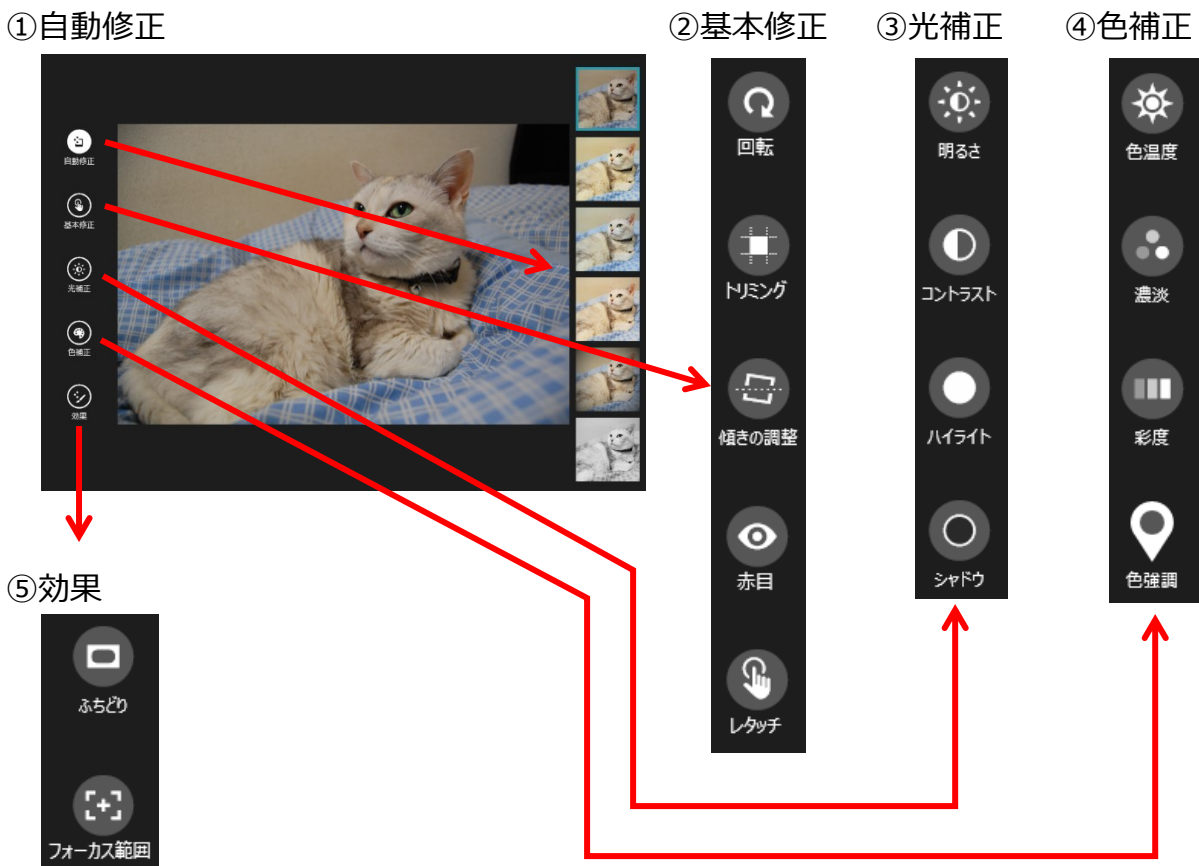 ①自動修正
②基本修正
③光補正
④色補正
自動修正
基本修正
光補正
色補正
効果
回転
トリミング
傾きの調整
赤目
レタッチ
明るさ
コントラスト
ハイライト
シャドウ
色温度
濃淡
彩度
色強調
⑤効果
ふちどり
フォーカス範囲